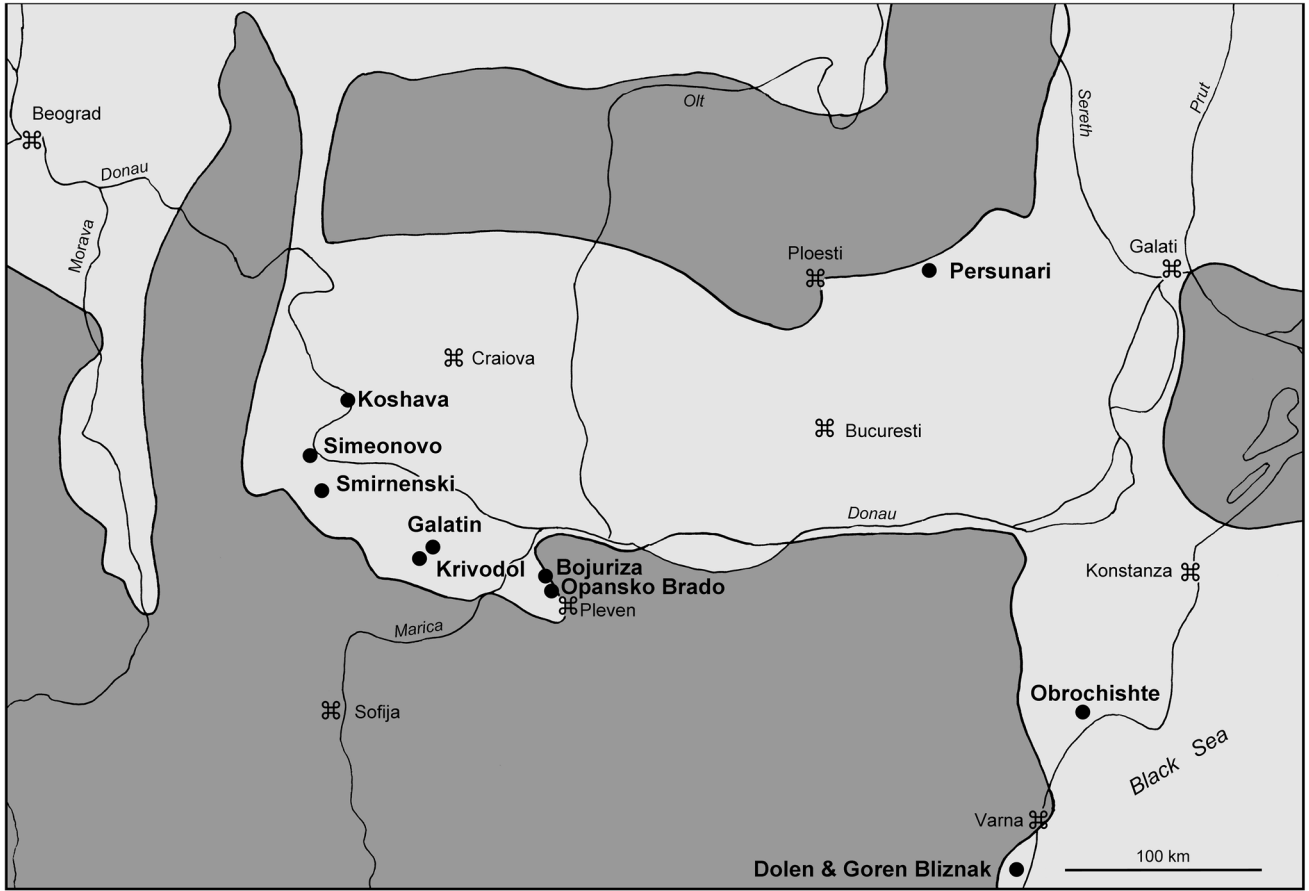 Beograd
Donau
Morava
Olt
Sereth
Prut
Ploesti
Galati
Persunari
Craiova
Koshava
Bucuresti
Simeonovo
Smirnenski
Galatin
Donau
Krivodol
Bojuriza
Opansko Brado
Pleven
Konstanza
Marica
Sofija
Obrochishte
Black Sea
Varna
Dolen & Goren Bliznak
100 km